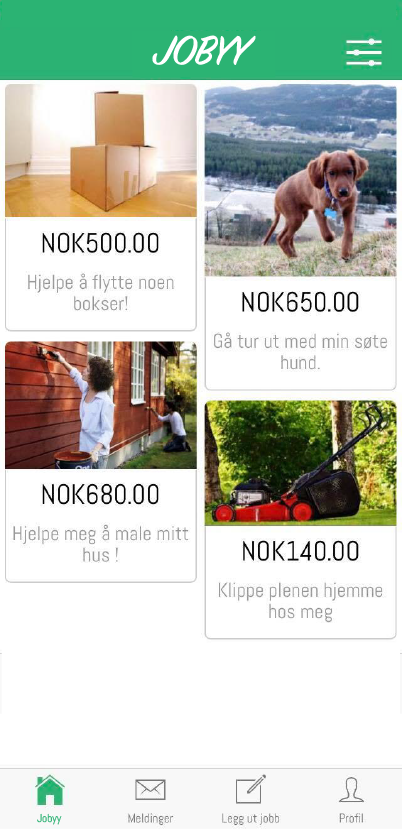 JOBYY
NOK500.00
Hjelpe å flytte noen
bokser!
NOK650.00
Gå tur ut med min søte
hund.
NOK680.00
Hjelpe meg å male mitt
hus !
NOK140.00
Klippe plenen hjemme
hos meg
Jobyy
Meldinger
Legg ut jobb
Profil